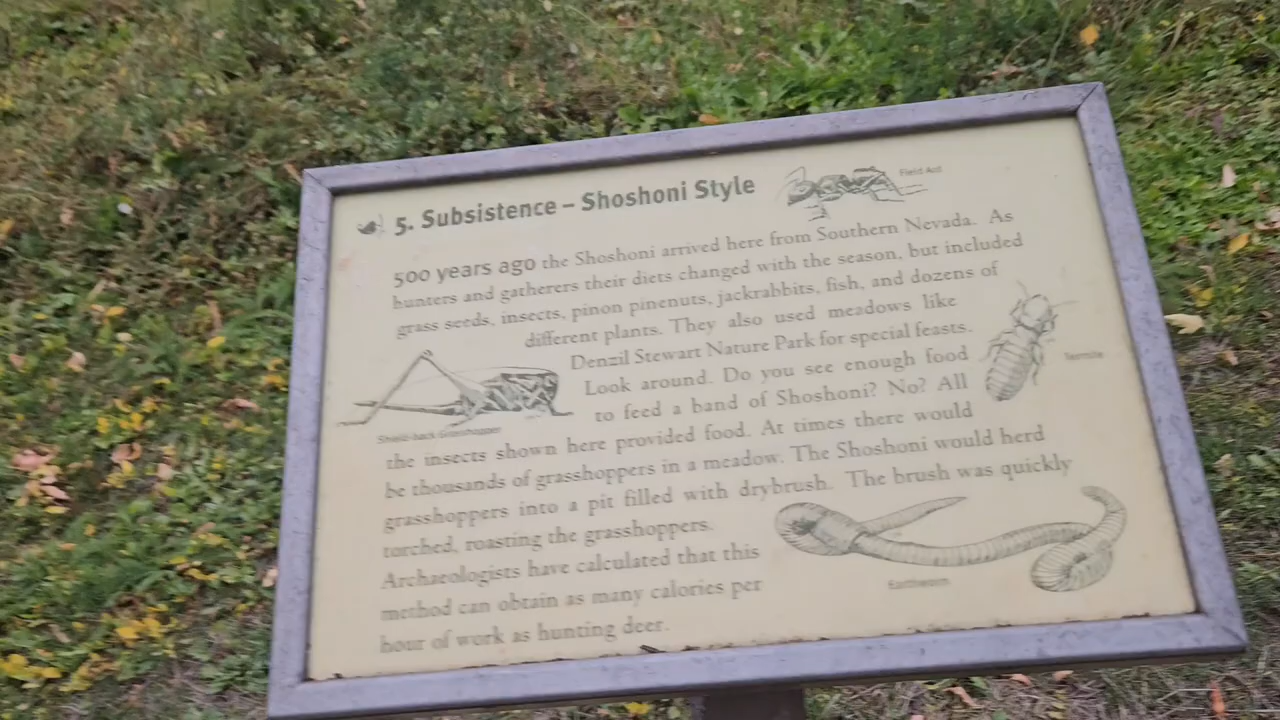 5. Subsistence – Shoshoni Style
Field Ant
500 years ago the Shoshoni arrived here from Southern Nevada. As
hunters and gatherers their diets changed with the season, but included
grass seeds, insects, pinon pinenuts, jackrabbits, fish, and dozens of
different plants. They also used meadows like
Denzil Stewart Nature Park for special feasts.
Look around. Do you see enough food
to feed a band of Shoshoni? No? All
the insects shown here provided food. At times there would
be thousands of grasshoppers in a meadow. The Shoshoni would herd
grasshoppers into a pit filled with drybrush. The brush was quickly
torched, roasting the grasshoppers.
Archaeologists have calculated that this
method can obtain as many calories per
hour of work as hunting deer.
Termite
Shield-back Grasshopper
Earthworm